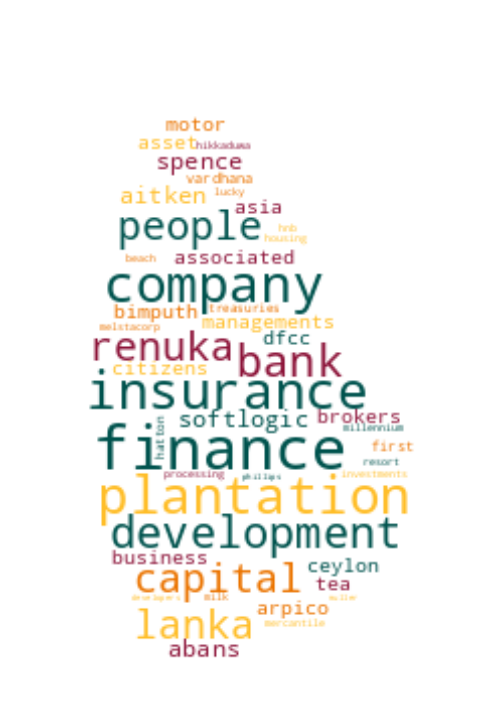 motor
asset hikkaduwa
spence
vardhana
aitken lucky
asia
people hnb
housing
beach associated
company
bimputh treasuries
melstacorp managements
renuka dfcc
bank
citizens
insurance
softlogic brokers
hatton millennium
finance first
resort
processing phillips investments
plantation
development
business ceylon
capital tea
developers milk
arpico
lanka mercantile
abans